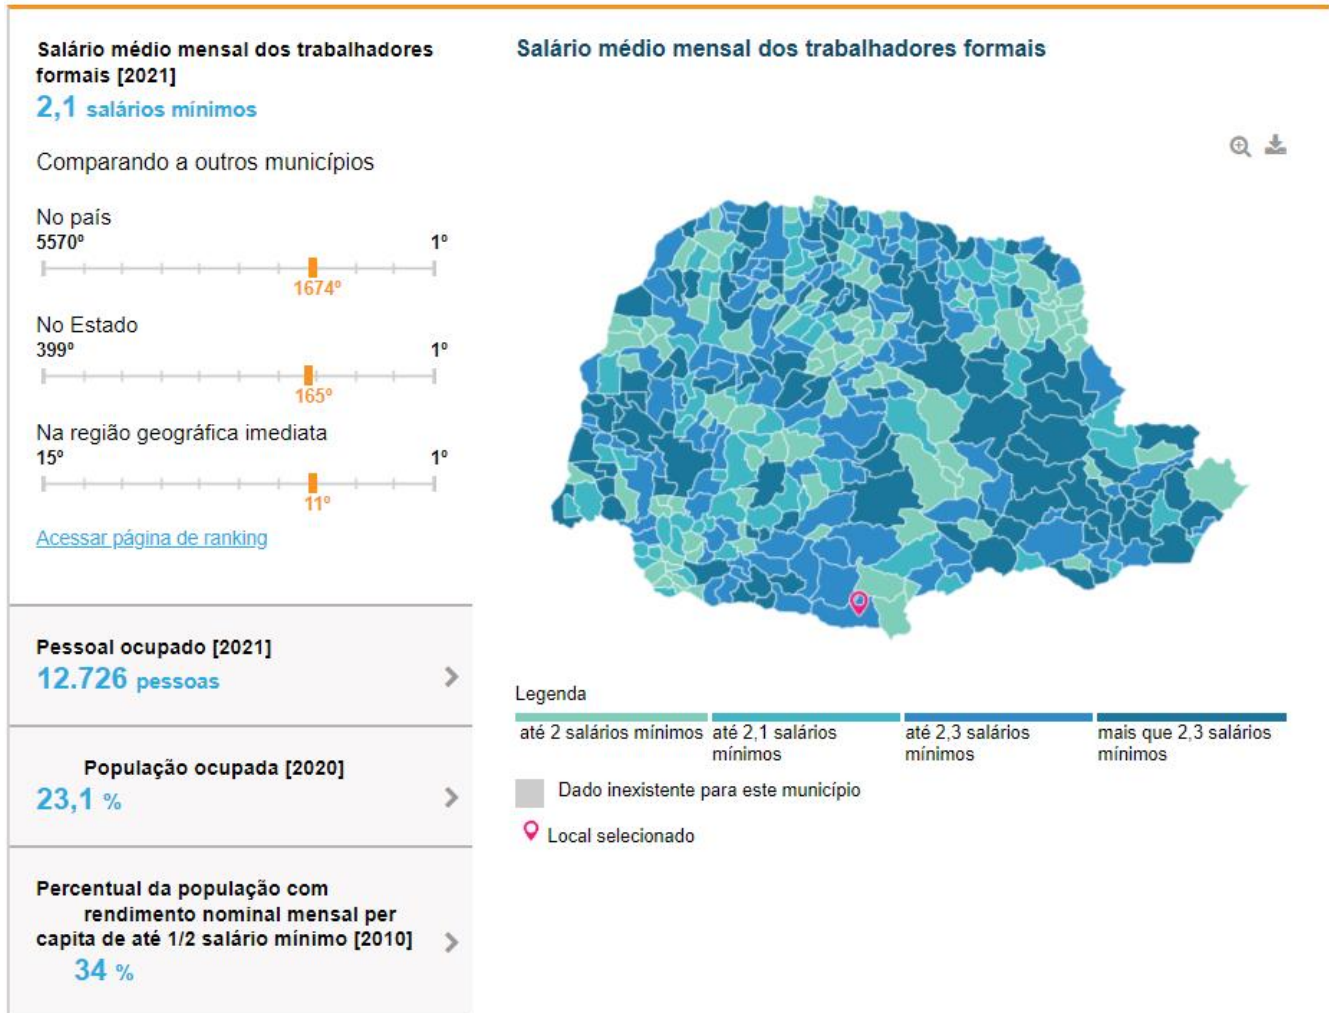 Salário médio mensal dos trabalhadores
formais [2021]
2,1 salários mínimos
Comparando a outros municípios
No país
5570º 1º
1674º
No Estado
399º 1º
165º
Na região geográfica imediata
15º 1º
11º
Acessar página de ranking
Pessoal ocupado [2021]
12.726 pessoas
População ocupada [2020]
23,1 %
Percentual da população com
rendimento nominal mensal per
capita de até 1/2 salário mínimo [2010]
34 %
Salário médio mensal dos trabalhadores formais
Legenda
até 2 salários mínimos
até 2,1 salários
mínimos
até 2,3 salários
mínimos
mais que 2,3 salários
mínimos
Dado inexistente para este município
Local selecionado